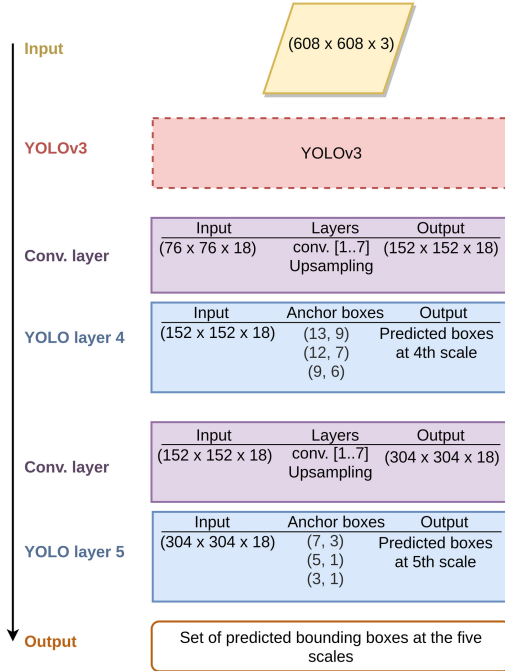 Input
(608 x 608 x 3)
YOLOv3
YOLOv3
Conv. layer
Input Layers Output
(76 x 76 x 18) conv. [1..7] (152 x 152 x 18)
Upsampling
YOLO layer 4
Input Anchor boxes Output
(152 x 152 x 18) (13, 9) Predicted boxes
(12, 7) at 4th scale
(9, 6)
Conv. layer
Input Layers Output
(152 x 152 x 18) conv. [1..7] (304 x 304 x 18)
Upsampling
YOLO layer 5
Input Anchor boxes Output
(304 x 304 x 18) (7, 3) Predicted boxes
(5, 1) at 5th scale
(3, 1)
Output
Set of predicted bounding boxes at the five
scales